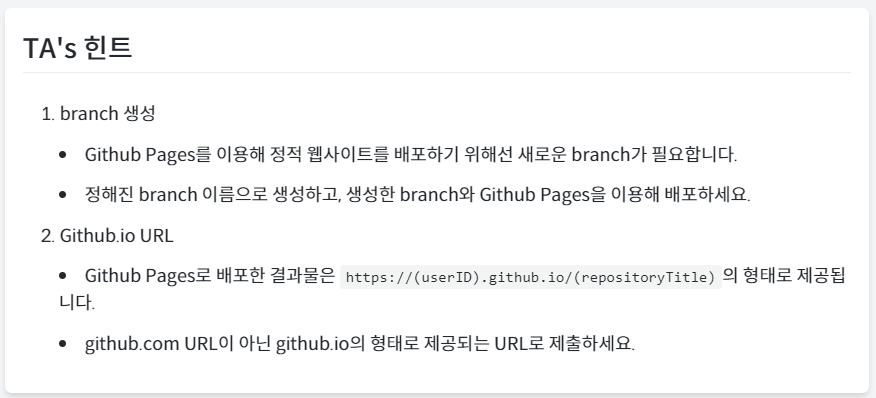 TA's 힌트
1. branch 생성
• Github Pages를 이용해 정적 웹사이트를 배포하기 위해선 새로운 branch가 필요합니다.
• 정해진 branch 이름으로 생성하고, 생성한 branch와 Github Pages을 이용해 배포하세요.
2. Github.io URL
• Github Pages로 배포한 결과물은 https://(userID).github.io/(repositoryTitle)의 형태로 제공됩
니다.
• github.com URL이 아닌 github.io의 형태로 제공되는 URL로 제출하세요.